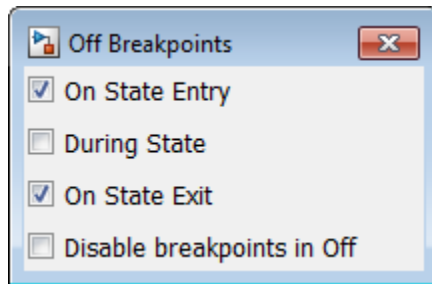 Off Breakpoints
On State Entry
During State
On State Exit
Disable breakpoints in Off